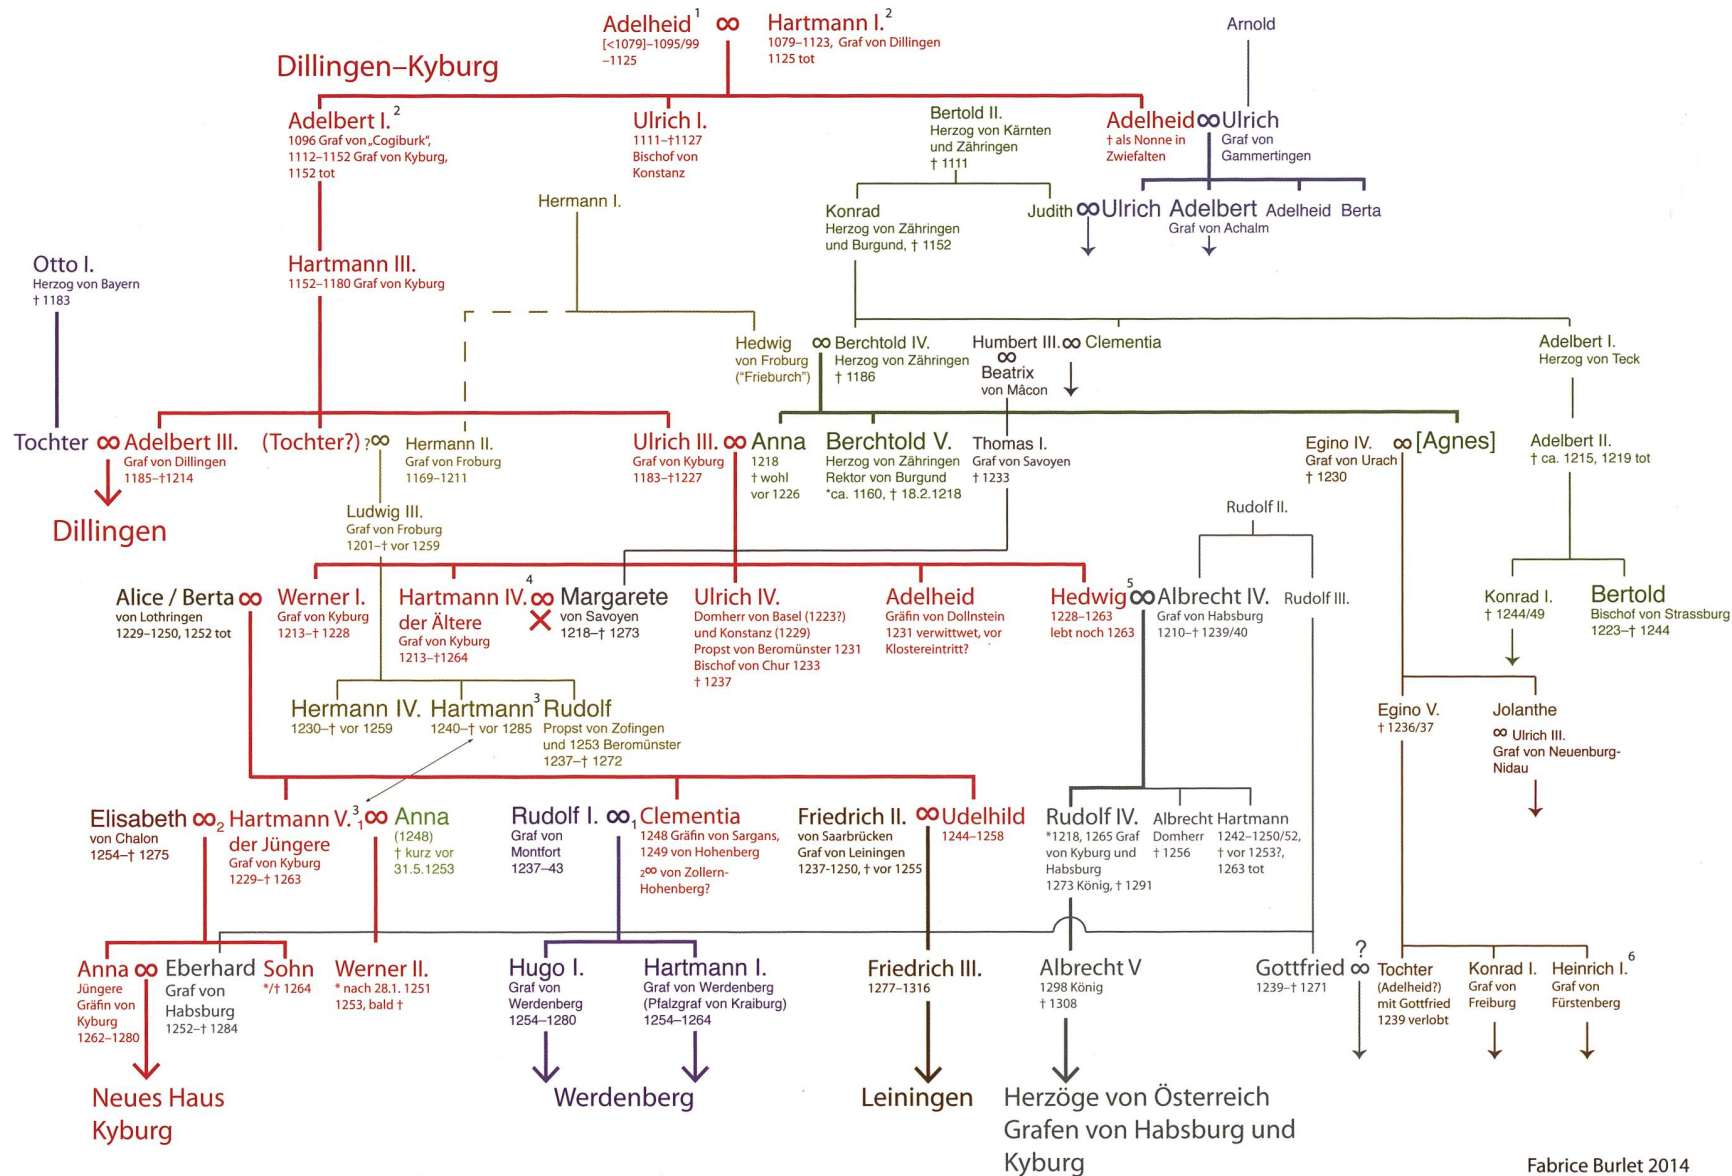 Adelheid¹ ∞ Hartmann I.²
[<1079]–1095/99
–1125
1079–1123, Graf von Dillingen
1125 tot
Arnold
Dillingen–Kyburg
Adelbert I.²
1096 Graf von „Cogiburk“,
1112–1152 Graf von Kyburg,
1152 tot
Ulrich I.
1111–†1127
Bischof von
Konstanz
Bertold II.
Herzog von Kärnten
und Zähringen
† 1111
Adelheid ∞ Ulrich
† als Nonne in
Zwiefalten
Graf von
Gammertingen
Hermann I.
Konrad
Herzog von Zähringen
und Burgund, † 1152
Judith ∞ Ulrich Adelbert Adelheid Berta
Graf von Achalm
Otto I.
Herzog von Bayern
† 1183
Hartmann III.
1152–1180 Graf von Kyburg
Hedwig ∞ Berchtold IV.
von Froburg
("Frieburch")
Herzog von Zähringen
† 1186
Humbert III. ∞ Clementia
∞
Beatrix
von Mâcon
Adelbert I.
Herzog von Teck
Tochter ∞ Adelbert III.
Graf von Dillingen
1185–†1214
(Tochter?) ?∞ Hermann II.
Graf von Froburg
1169–1211
Ulrich III. ∞ Anna
Graf von Kyburg
1183–†1227
1218
† wohl
vor 1226
Berchtold V.
Herzog von Zähringen
Rektor von Burgund
*ca. 1160, † 18.2.1218
Thomas I.
Graf von Savoyen
† 1233
Egino IV. ∞ [Agnes]
Graf von Urach
† 1230
Adelbert II.
† ca. 1215, 1219 tot
Dillingen
Ludwig III.
Graf von Froburg
1201–† vor 1259
Rudolf II.
Alice / Berta ∞
von Lothringen
1229–1250, 1252 tot
Werner I.
Graf von Kyburg
1213–† 1228
Hartmann IV. ⁴∞ Margarete
der Ältere
Graf von Kyburg
1213–†1264
von Savoyen
1218–† 1273
Ulrich IV.
Domherr von Basel (1223?)
und Konstanz (1229)
Propst von Beromünster 1231
Bischof von Chur 1233
† 1237
Adelheid
Gräfin von Dollnstein
1231 verwittwet, vor
Klostereintritt?
Hedwig ⁵∞ Albrecht IV.
1228–1263
lebt noch 1263
Graf von Habsburg
1210–† 1239/40
Rudolf III.
Konrad I.
† 1244/49
Bertold
Bischof von Strassburg
1223–† 1244
Hermann IV.
1230–† vor 1259
Hartmann³
1240–† vor 1285
Rudolf
Propst von Zofingen
und 1253 Beromünster
1237–† 1272
Egino V.
† 1236/37
Jolanthe
∞ Ulrich III.
Graf von Neuenburg-
Nidau
Elisabeth ∞₂ Hartmann V.³ ₁∞ Anna
von Chalon
1254–† 1275
der Jüngere
Graf von Kyburg
1229–† 1263
(1248)
† kurz vor
31.5.1253
Rudolf I. ∞₁ Clementia
Graf von
Montfort
1237–43
1248 Gräfin von Sargans,
1249 von Hohenberg
₂∞ von Zollern-
Hohenberg?
Friedrich II. ∞ Udelhild
von Saarbrücken
Graf von Leiningen
1237-1250, † vor 1255
1244–1258
Rudolf IV.
*1218, 1265 Graf
von Kyburg und
Habsburg
1273 König, † 1291
Albrecht
Domherr
† 1256
Hartmann
1242–1250/52,
† vor 1253?,
1263 tot
Anna ∞ Eberhard
Jüngere
Gräfin von
Kyburg
1262–1280
Graf von
Habsburg
1252–† 1284
Sohn
*/† 1264
Werner II.
* nach 28.1. 1251
1253, bald †
Hugo I.
Graf von
Werdenberg
1254–1280
Hartmann I.
Graf von Werdenberg
(Pfalzgraf von Kraiburg)
1254–1264
Friedrich III.
1277–1316
Albrecht V
1298 König
† 1308
?
Gottfried ∞ Tochter
1239–† 1271
(Adelheid?)
mit Gottfried
1239 verlobt
Konrad I.
Graf von
Freiburg
Heinrich I.⁶
Graf von
Fürstenberg
Neues Haus
Kyburg
Werdenberg
Leiningen
Herzöge von Österreich
Grafen von Habsburg und
Kyburg
Fabrice Burlet 2014